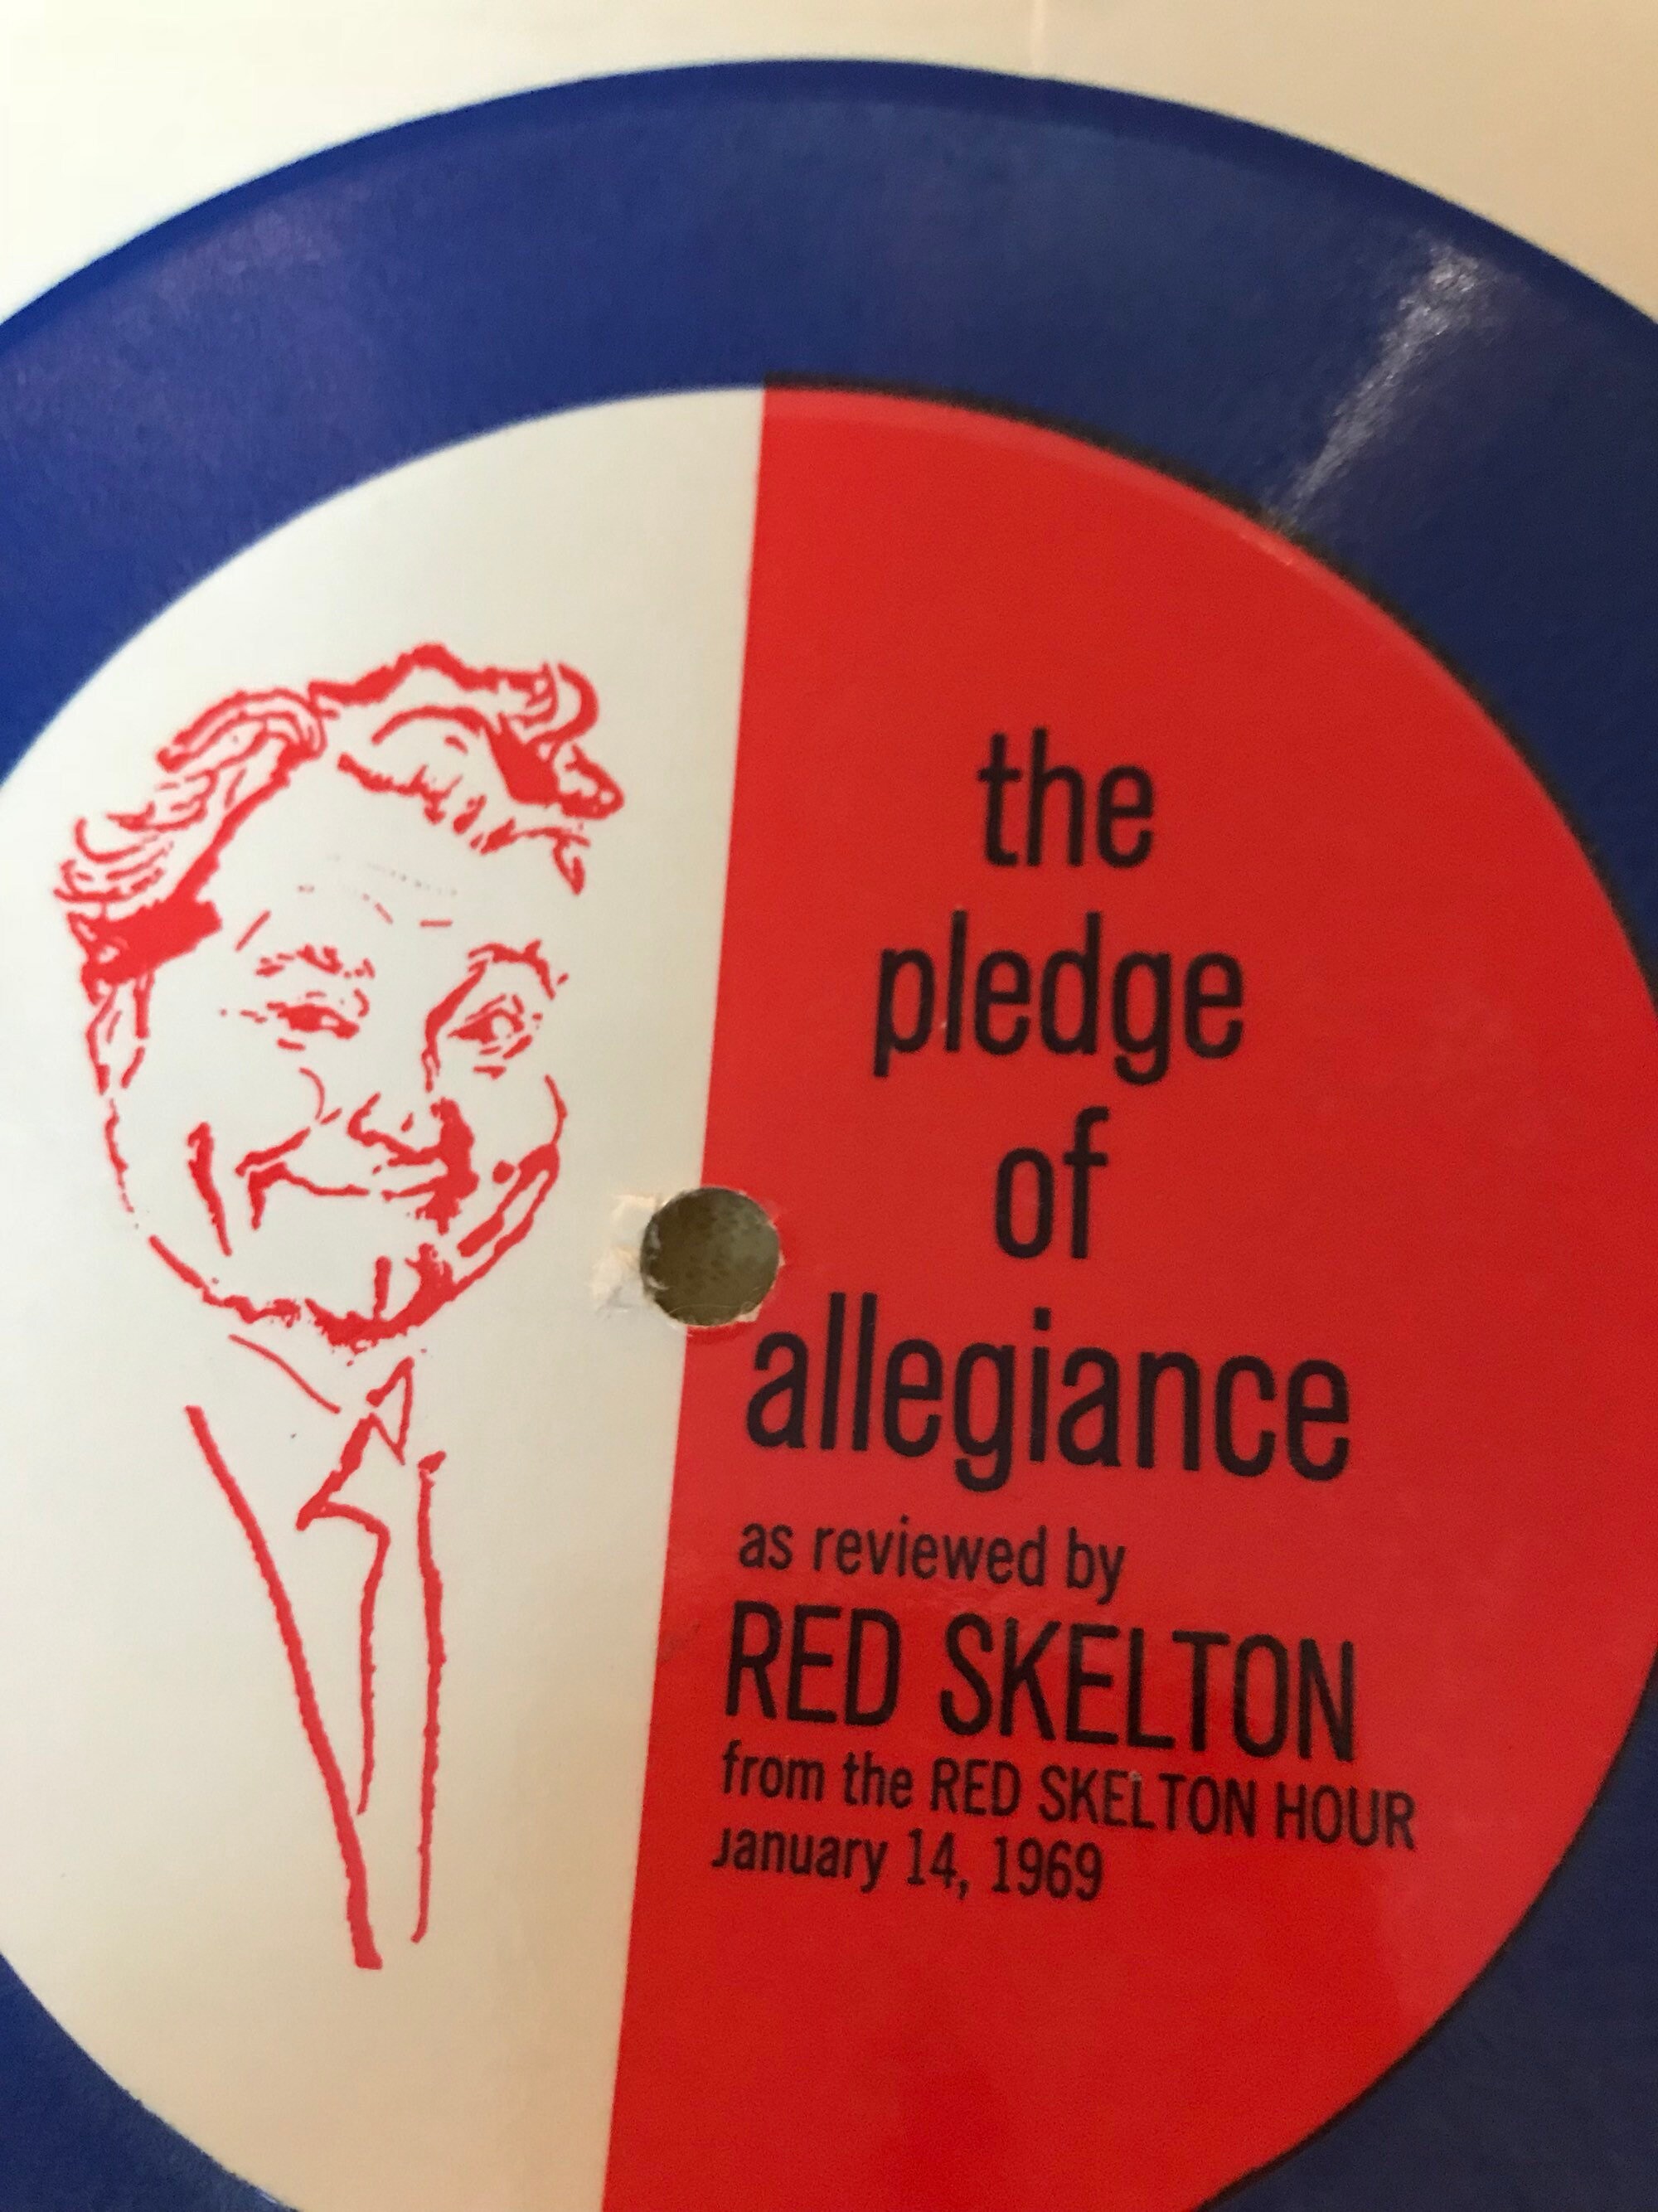 the
pledge
of
allegiance
as reviewed by
RED SKELTON
from the RED SKELTON HOUR
January 14, 1969